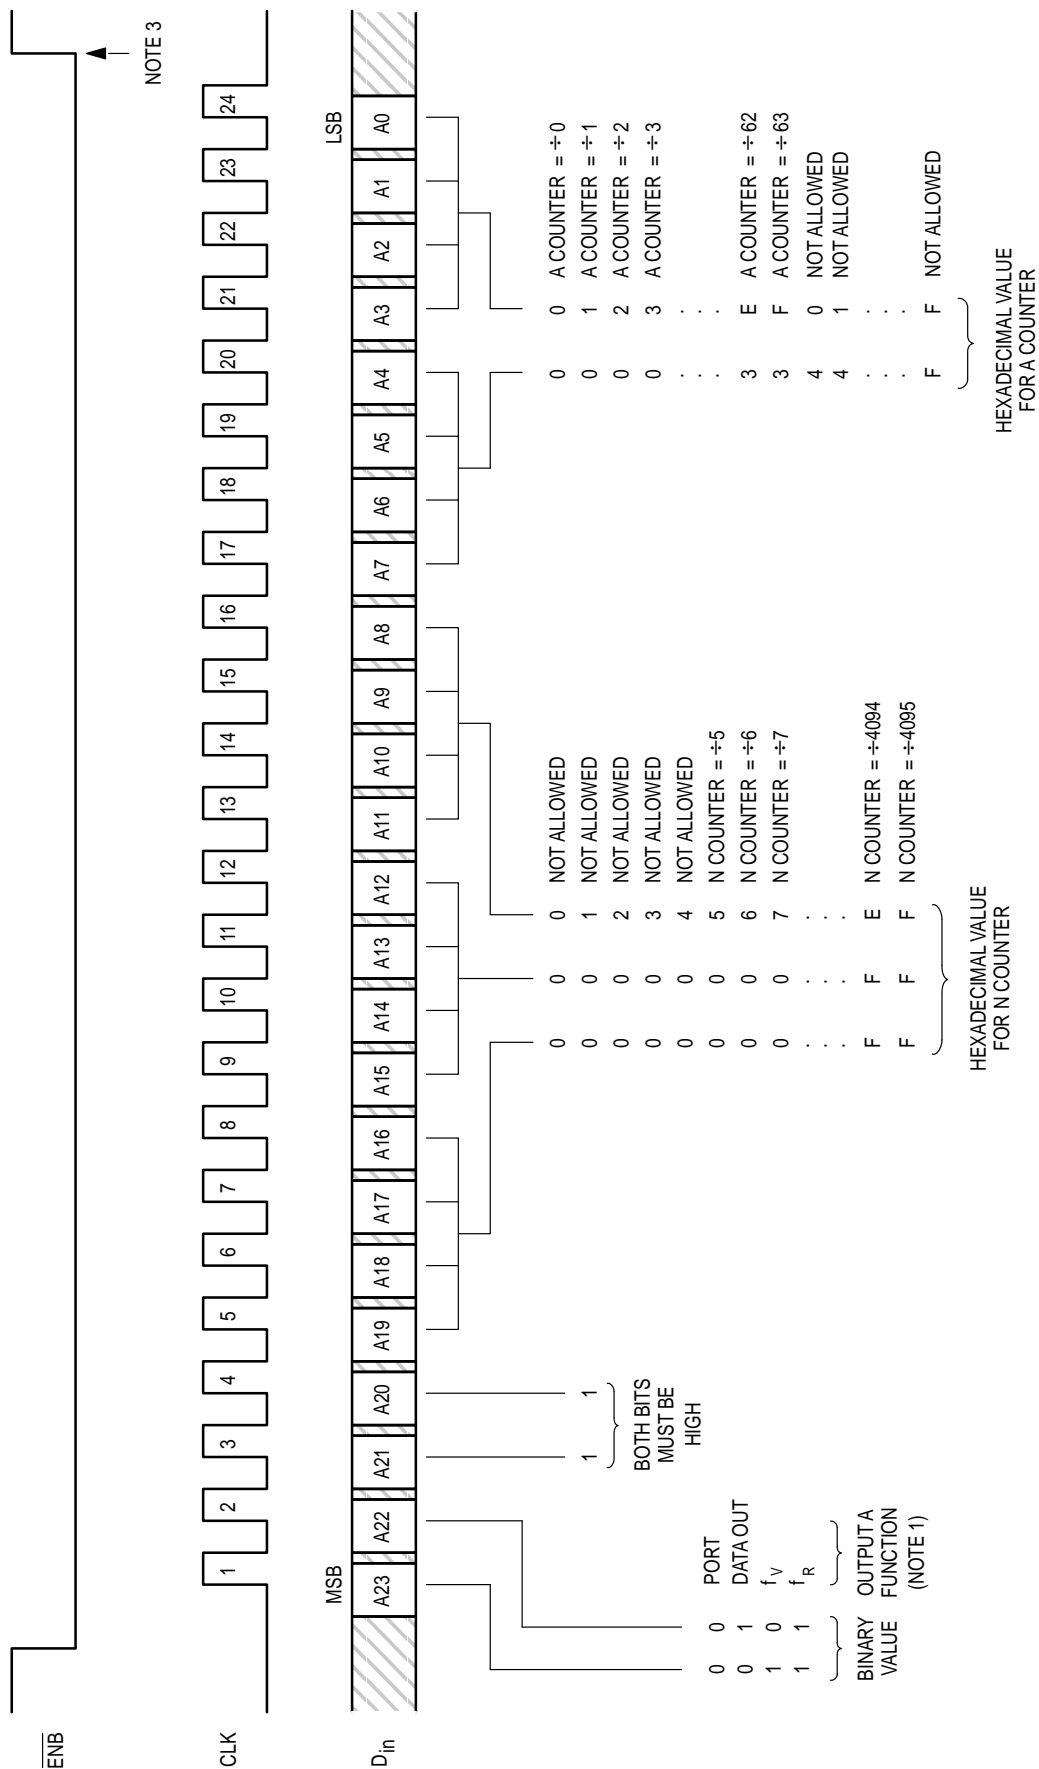 ENB
NOTE 3
CLK
1 2 3 4 5 6 7 8 9 10 11 12 13 14 15 16 17 18 19 20 21 22 23 24
MSB LSB
Din
A23 A22 A21 A20 A19 A18 A17 A16 A15 A14 A13 A12 A11 A10 A9 A8 A7 A6 A5 A4 A3 A2 A1 A0
0 0 PORT
0 1 DATA OUT
1 0 fV
1 1 fR
BINARY
VALUE
OUTPUT A
FUNCTION
(NOTE 1)
1 1
BOTH BITS
MUST BE
HIGH
0 0 0 NOT ALLOWED
0 0 1 NOT ALLOWED
0 0 2 NOT ALLOWED
0 0 3 NOT ALLOWED
0 0 4 NOT ALLOWED
0 0 5 N COUNTER = ÷5
0 0 6 N COUNTER = ÷6
0 0 7 N COUNTER = ÷7
. . .
. . .
F F E N COUNTER = ÷4094
F F F N COUNTER = ÷4095
HEXADECIMAL VALUE
FOR N COUNTER
0 0 A COUNTER = ÷0
0 1 A COUNTER = ÷1
0 2 A COUNTER = ÷2
0 3 A COUNTER = ÷3
. .
. .
3 E A COUNTER = ÷62
3 F A COUNTER = ÷63
4 0 NOT ALLOWED
4 1 NOT ALLOWED
. .
. .
F F NOT ALLOWED
HEXADECIMAL VALUE
FOR A COUNTER